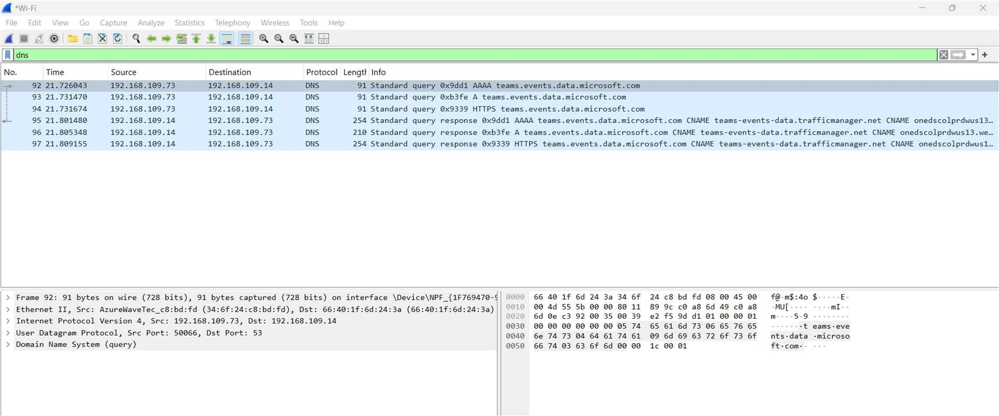 *Wi-Fi
File Edit View Go Capture Analyze Statistics Telephony Wireless Tools Help
dns
No. Time Source Destination Protocol Length Info
92 21.726043 192.168.109.73 192.168.109.14 DNS 91 Standard query 0x9dd1 AAAA teams.events.data.microsoft.com
93 21.731470 192.168.109.73 192.168.109.14 DNS 91 Standard query 0xb3fe A teams.events.data.microsoft.com
94 21.731674 192.168.109.73 192.168.109.14 DNS 91 Standard query 0x9339 HTTPS teams.events.data.microsoft.com
95 21.801480 192.168.109.14 192.168.109.73 DNS 254 Standard query response 0x9dd1 AAAA teams.events.data.microsoft.com CNAME teams-events-data.trafficmanager.net CNAME onedscolprdwus13…
96 21.805348 192.168.109.14 192.168.109.73 DNS 210 Standard query response 0xb3fe A teams.events.data.microsoft.com CNAME teams-events-data.trafficmanager.net CNAME onedscolprdwus13.we…
97 21.809155 192.168.109.14 192.168.109.73 DNS 254 Standard query response 0x9339 HTTPS teams.events.data.microsoft.com CNAME teams-events-data.trafficmanager.net CNAME onedscolprdwus1…
Frame 92: 91 bytes on wire (728 bits), 91 bytes captured (728 bits) on interface \Device\NPF_{1F769470-9
Ethernet II, Src: AzureWaveTec_c8:bd:fd (34:6f:24:c8:bd:fd), Dst: 66:40:1f:6d:24:3a (66:40:1f:6d:24:3a)
Internet Protocol Version 4, Src: 192.168.109.73, Dst: 192.168.109.14
User Datagram Protocol, Src Port: 50066, Dst Port: 53
Domain Name System (query)
0000 66 40 1f 6d 24 3a 34 6f 24 c8 bd fd 08 00 45 00 f@·m$:4o $·····E·
0010 00 4d 55 5b 00 00 80 11 89 9c c0 a8 6d 49 c0 a8 ·MU[···· ····mI··
0020 6d 0e c3 92 00 35 00 39 e2 f5 9d d1 01 00 00 01 m····5·9 ········
0030 00 00 00 00 00 00 05 74 65 61 6d 73 06 65 76 65 ·······t eams·eve
0040 6e 74 73 04 64 61 74 61 09 6d 69 63 72 6f 73 6f nts·data ·microso
0050 66 74 03 63 6f 6d 00 00 1c 00 01 ft·com·· ···